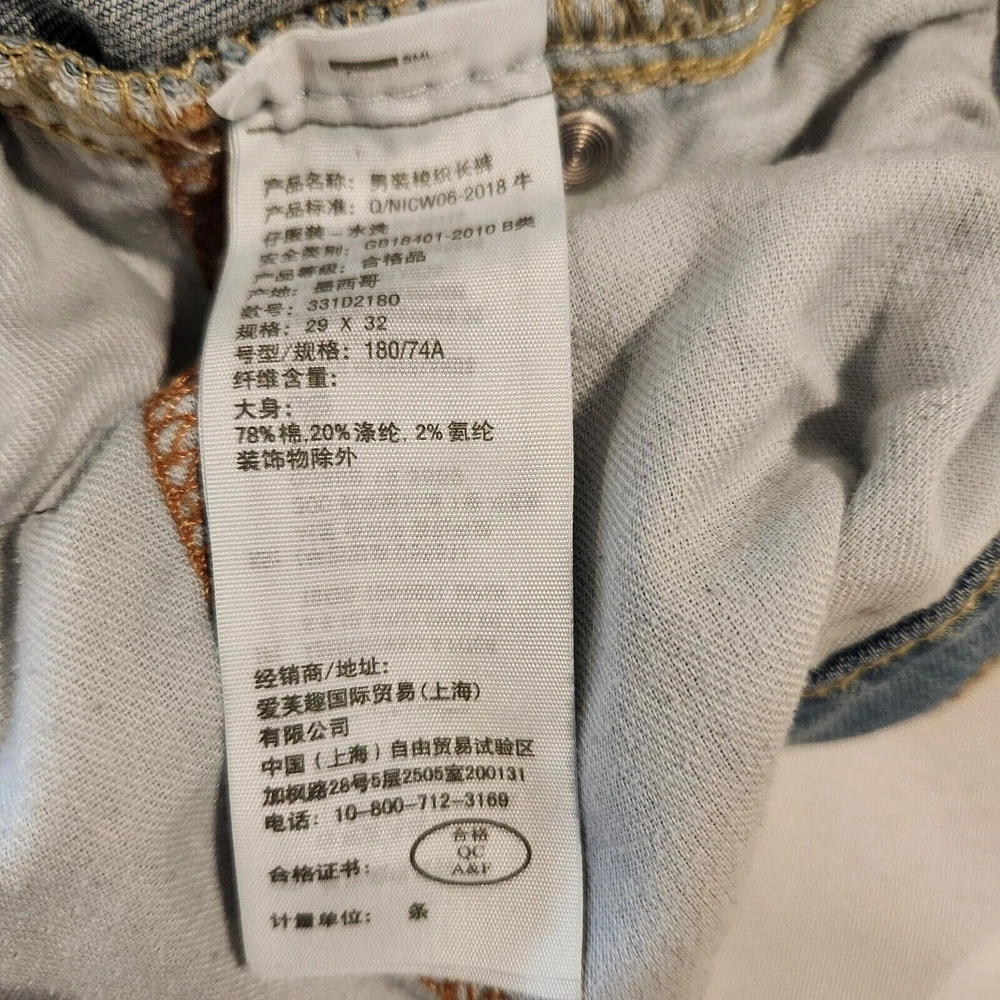 产品名称: 男装梭织长裤
产品标准: Q/NICW06-2018 牛
仔服装－水洗
安全类别: GB18401-2010 B类
产品等级: 合格品
产地: 墨西哥
款号: 331D2180
规格: 29 X 32
号型/规格: 180/74A
纤维含量:
大身:
78%棉,20%涤纶, 2%氨纶
装饰物除外
经销商/地址:
爱芙趣国际贸易(上海)
有限公司
中国(上海)自由贸易试验区
加枫路28号5层2505室200131
电话: 10-800-712-3169
合格
QC
A&F
合格证书:
计量单位: 条